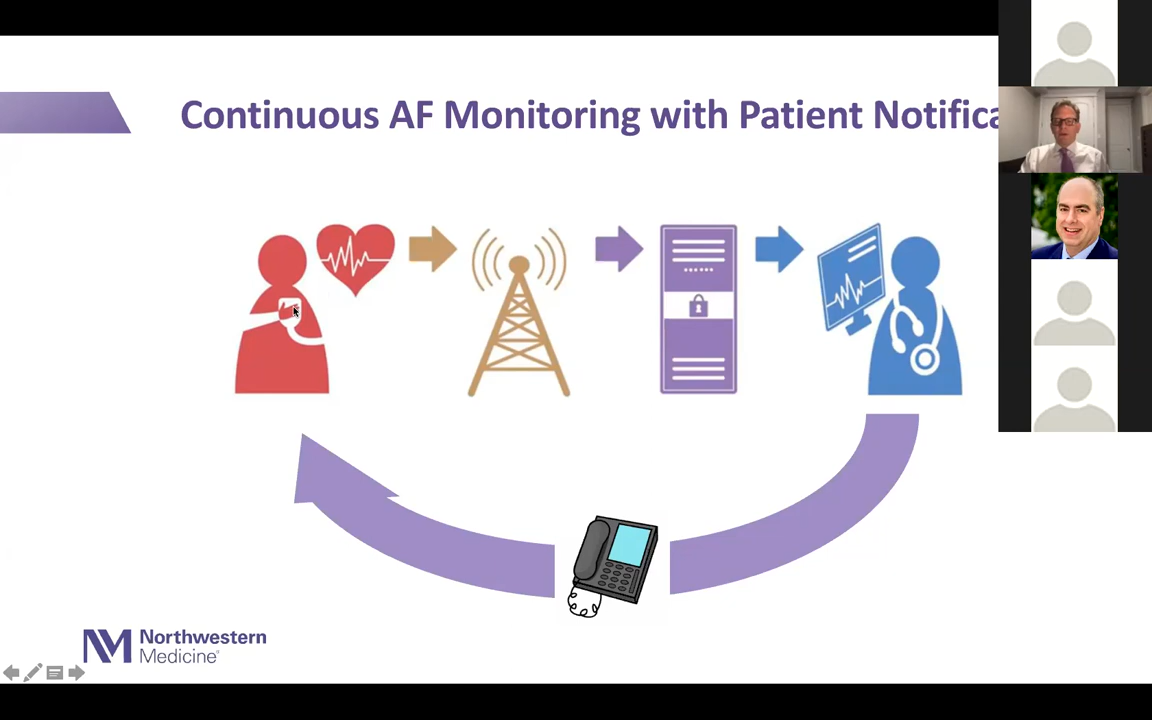 Continuous AF Monitoring with Patient Notifica
Northwestern
Medicine